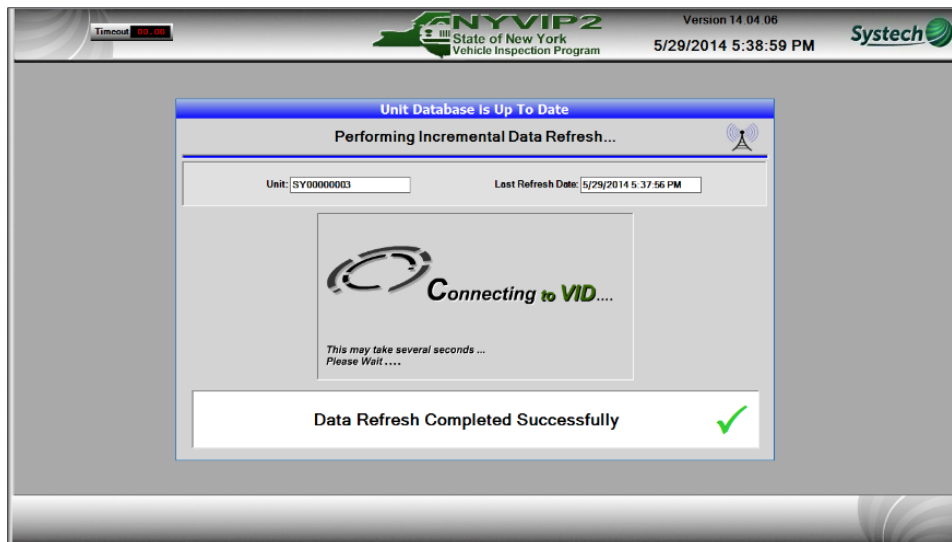 Timeout 00.00
NYVIP2
State of New York
Vehicle Inspection Program
Version 14.04.06
5/29/2014 5:38:59 PM
Systech
Unit Database is Up To Date
Performing Incremental Data Refresh...
Unit: SY00000003
Last Refresh Date: 5/29/2014 5:37:56 PM
Connecting to VID....
This may take several seconds ...
Please Wait ....
Data Refresh Completed Successfully